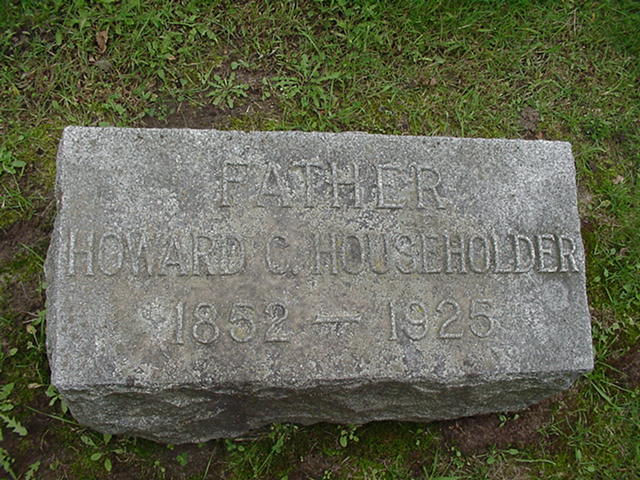 FATHER
HOWARD C. HOUSEHOLDER
1852 — 1925